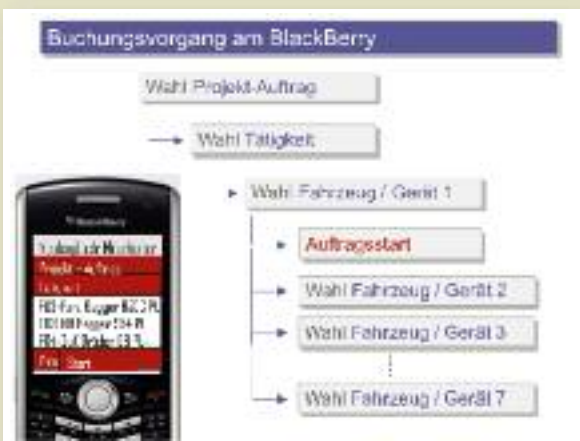 Buchungsvorgang am BlackBerry
Wahl Projekt-Auftrag
Wahl Tätigkeit
Wahl Fahrzeug / Gerät 1
Auftragsstart
Wahl Fahrzeug / Gerät 2
Wahl Fahrzeug / Gerät 3
Wahl Fahrzeug / Gerät 7
BlackBerry
Projekt-Auftrag
Start